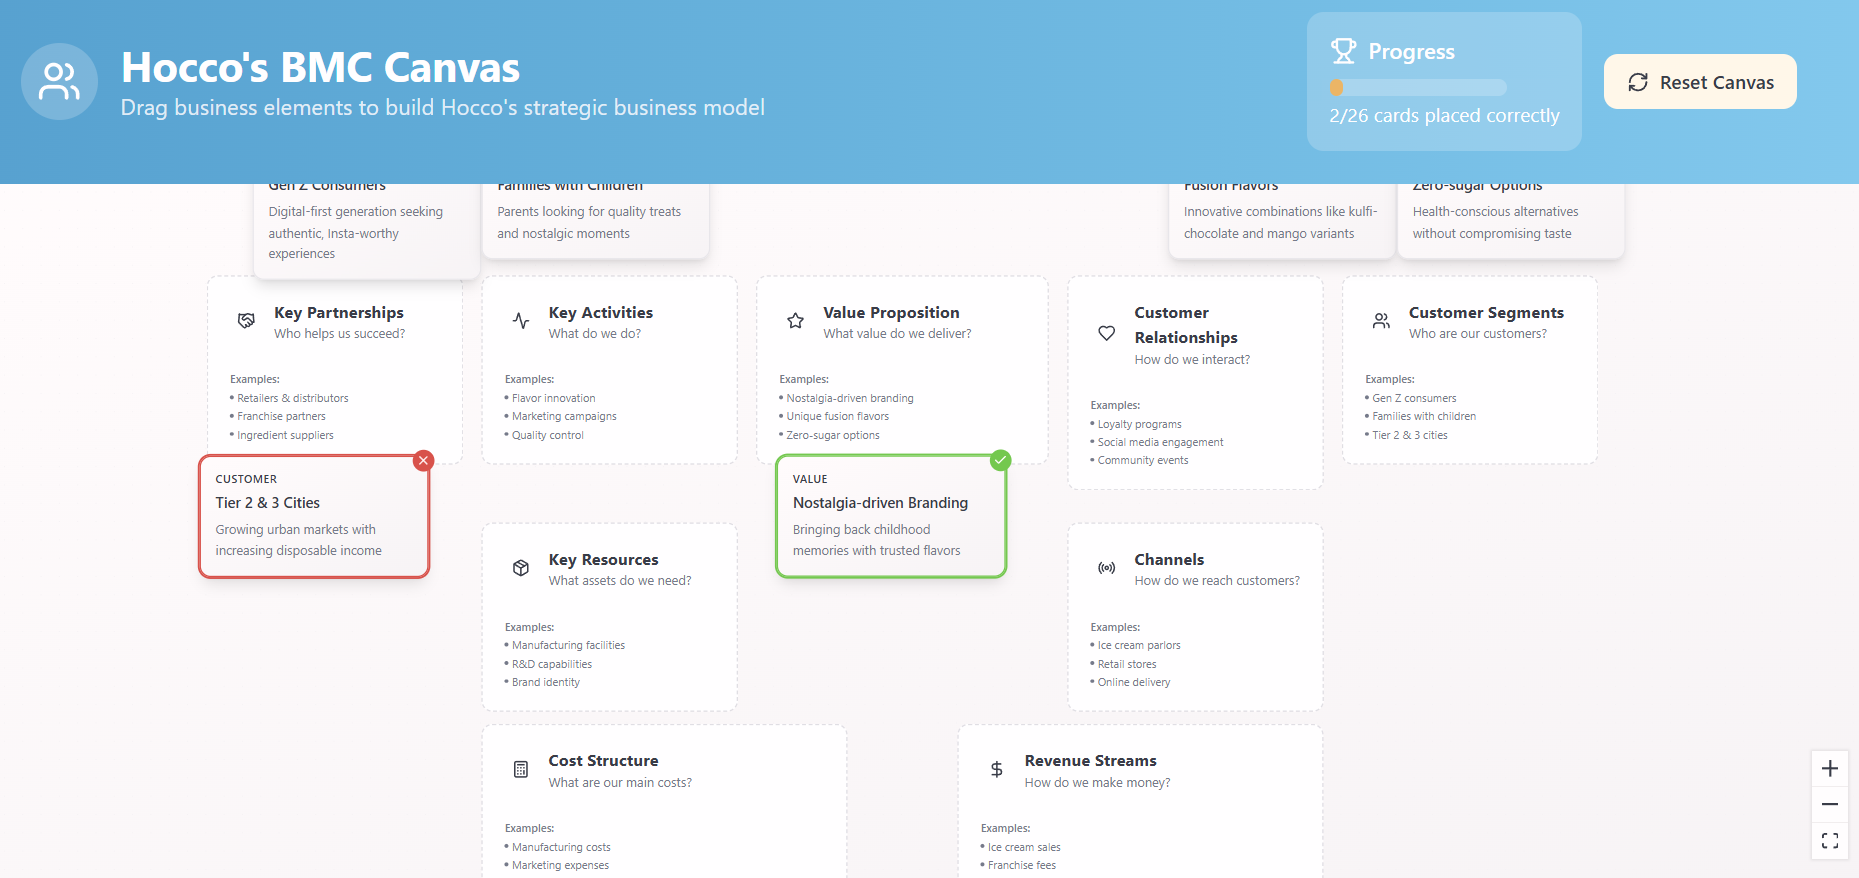 Hocco's BMC Canvas
Drag business elements to build Hocco's strategic business model
Progress
2/26 cards placed correctly
Reset Canvas
Gen Z Consumers
Digital-first generation seeking
authentic, Insta-worthy
experiences
Families with Children
Parents looking for quality treats
and nostalgic moments
Fusion Flavors
Innovative combinations like kulfi-
chocolate and mango variants
Zero-sugar Options
Health-conscious alternatives
without compromising taste
Key Partnerships
Who helps us succeed?
Examples:
• Retailers & distributors
• Franchise partners
• Ingredient suppliers
Key Activities
What do we do?
Examples:
• Flavor innovation
• Marketing campaigns
• Quality control
Value Proposition
What value do we deliver?
Examples:
• Nostalgia-driven branding
• Unique fusion flavors
• Zero-sugar options
Customer
Relationships
How do we interact?
Examples:
• Loyalty programs
• Social media engagement
• Community events
Customer Segments
Who are our customers?
Examples:
• Gen Z consumers
• Families with children
• Tier 2 & 3 cities
CUSTOMER
Tier 2 & 3 Cities
Growing urban markets with
increasing disposable income
VALUE
Nostalgia-driven Branding
Bringing back childhood
memories with trusted flavors
Key Resources
What assets do we need?
Examples:
• Manufacturing facilities
• R&D capabilities
• Brand identity
Channels
How do we reach customers?
Examples:
• Ice cream parlors
• Retail stores
• Online delivery
Cost Structure
What are our main costs?
Examples:
• Manufacturing costs
• Marketing expenses
Revenue Streams
How do we make money?
Examples:
• Ice cream sales
• Franchise fees